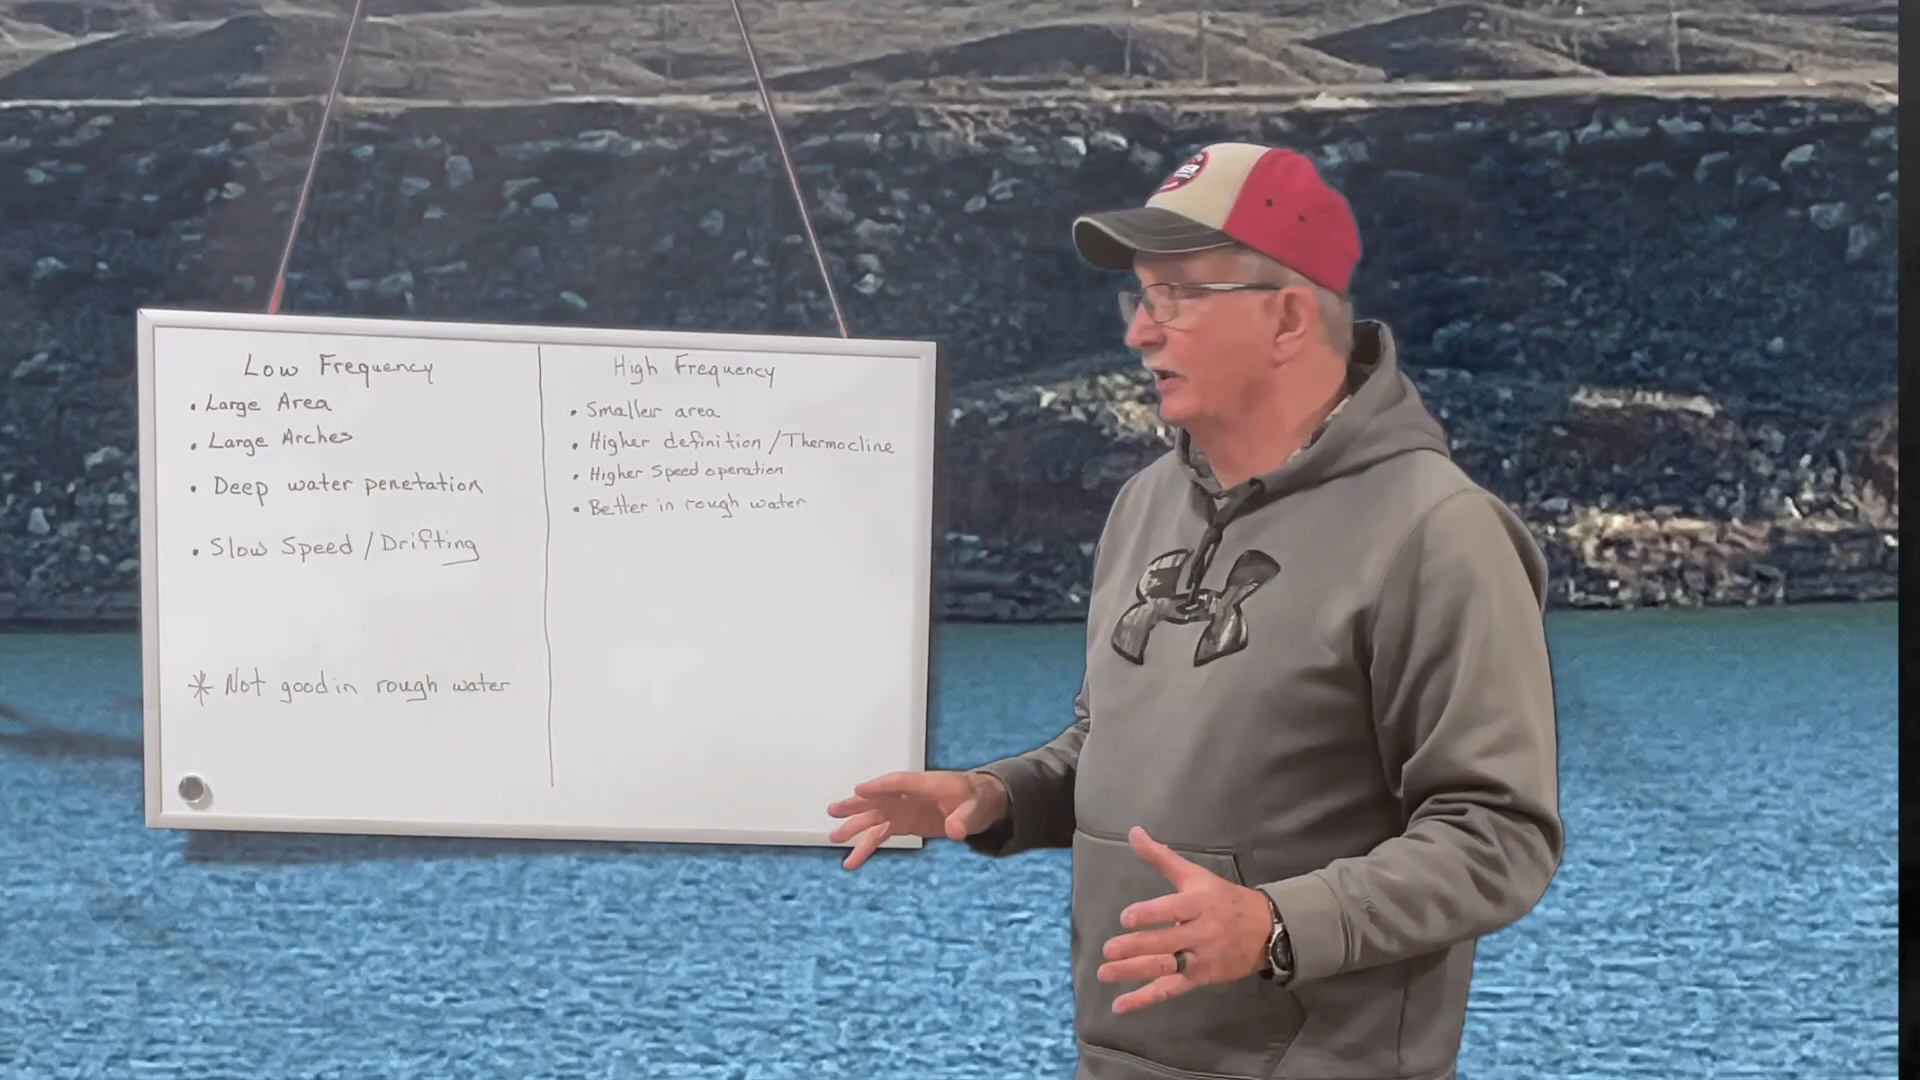 Low Frequency
• Large Area
• Large Arches
• Deep water penetation
• Slow Speed / Drifting
* Not good in rough water
High Frequency
• Smaller area
• Higher definition / Thermocline
• Higher Speed operation
• Better in rough water